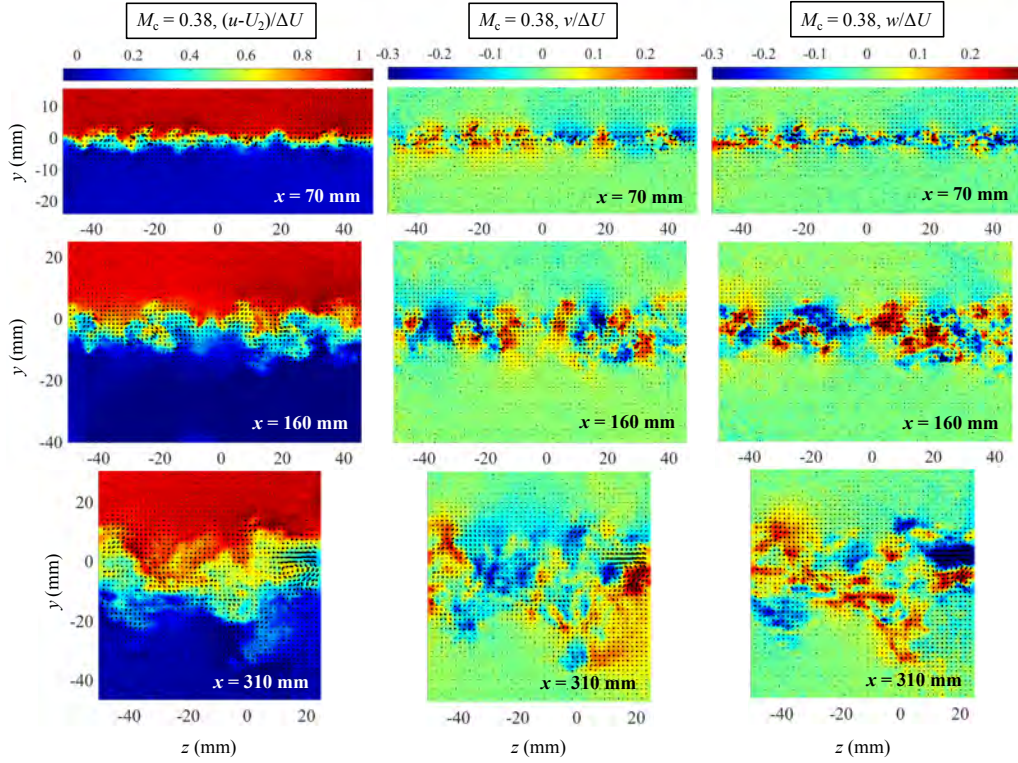 M_c = 0.38, (u-U_2)/ΔU
M_c = 0.38, v/ΔU
M_c = 0.38, w/ΔU
0 0.2 0.4 0.6 0.8 1
-0.3 -0.2 -0.1 0 0.1 0.2
-0.3 -0.2 -0.1 0 0.1 0.2
y (mm)
10
0
-10
-20
x = 70 mm
x = 70 mm
x = 70 mm
-40 -20 0 20 40
-40 -20 0 20 40
-40 -20 0 20 40
y (mm)
20
0
-20
-40
x = 160 mm
x = 160 mm
x = 160 mm
-40 -20 0 20 40
-40 -20 0 20 40
-40 -20 0 20 40
y (mm)
20
0
-20
-40
x = 310 mm
x = 310 mm
x = 310 mm
-40 -20 0 20
-40 -20 0 20
-40 -20 0 20
z (mm)
z (mm)
z (mm)